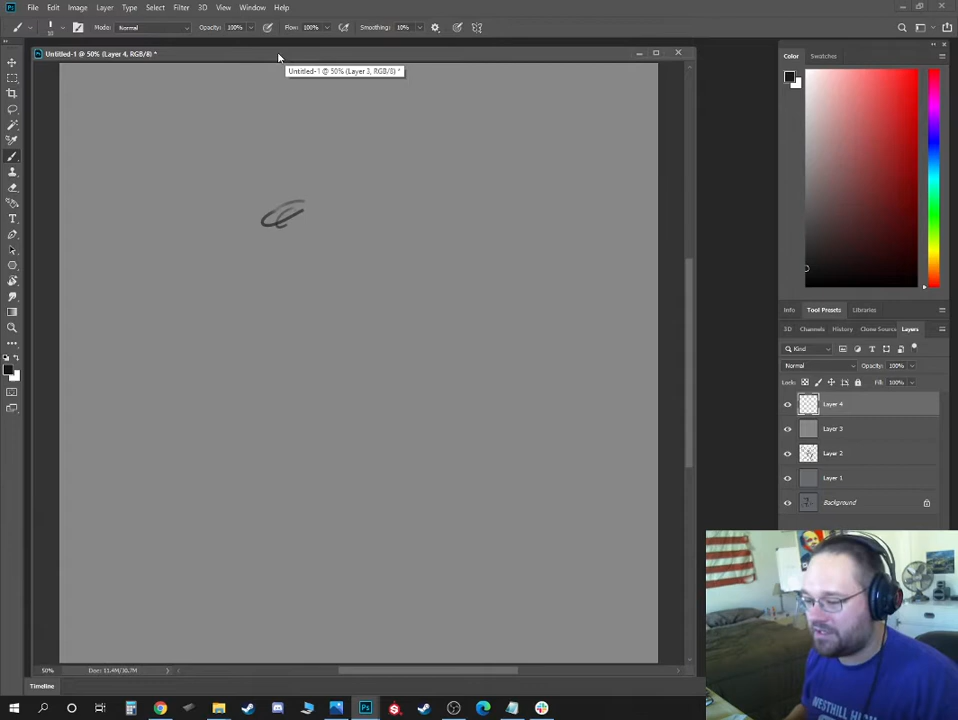 File Edit Image Layer Type Select Filter 3D View Window Help
Mode: Normal Opacity: 100% Flow: 100% Smoothing: 10%
Untitled-1 @ 50% (Layer 4, RGB/8) *
Untitled-1 @ 50% (Layer 3, RGB/8) *
Color Swatches
Info Tool Presets Libraries
3D Channels History Clone Source Layers
Kind
Normal Opacity: 100%
Lock: Fill: 100%
Layer 4
Layer 3
Layer 2
Layer 1
Background
WESTHILL HI
50% Doc: 11.4M/30.7M
Timeline